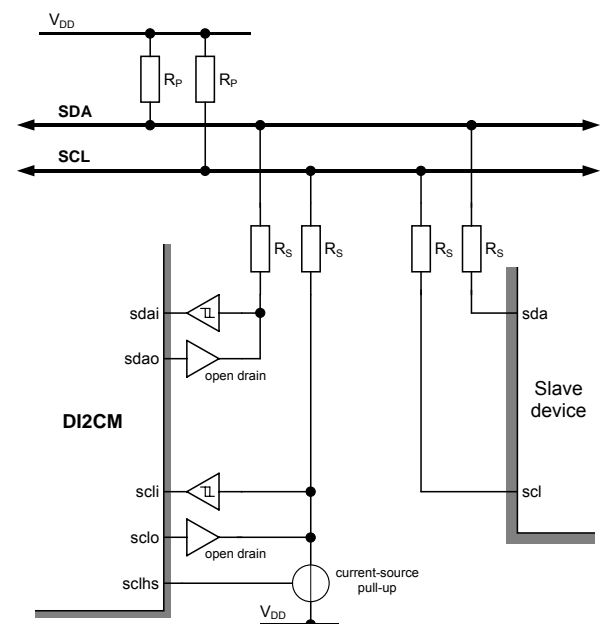 VDD
RP RP
SDA
SCL
RS RS RS RS
sdai
sda
sdao
open drain
Slave
device
DI2CM
scli
scl
sclo
open drain
current-source
pull-up
sclhs
VDD